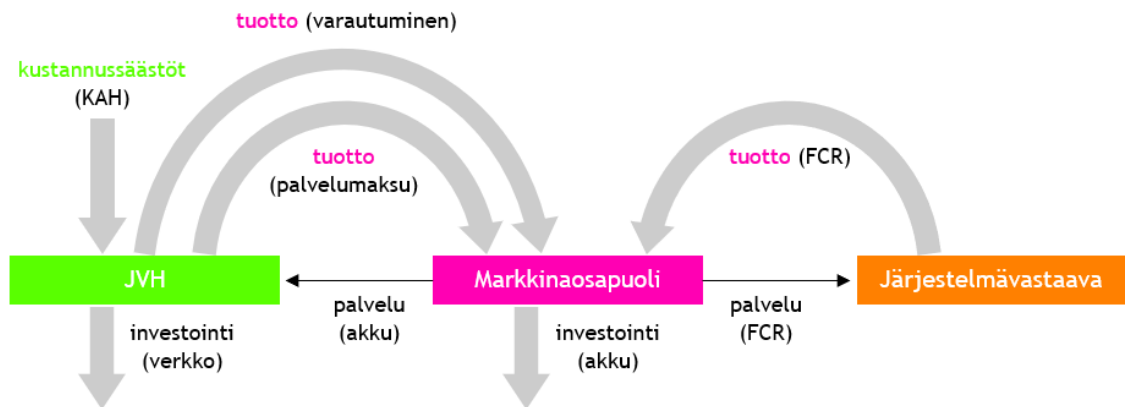 tuotto (varautuminen)
kustannussäästöt
(KAH)
tuotto
(palvelumaksu)
tuotto (FCR)
JVH
Markkinaosapuoli
Järjestelmävastaava
investointi
(verkko)
palvelu
(akku)
investointi
(akku)
palvelu
(FCR)